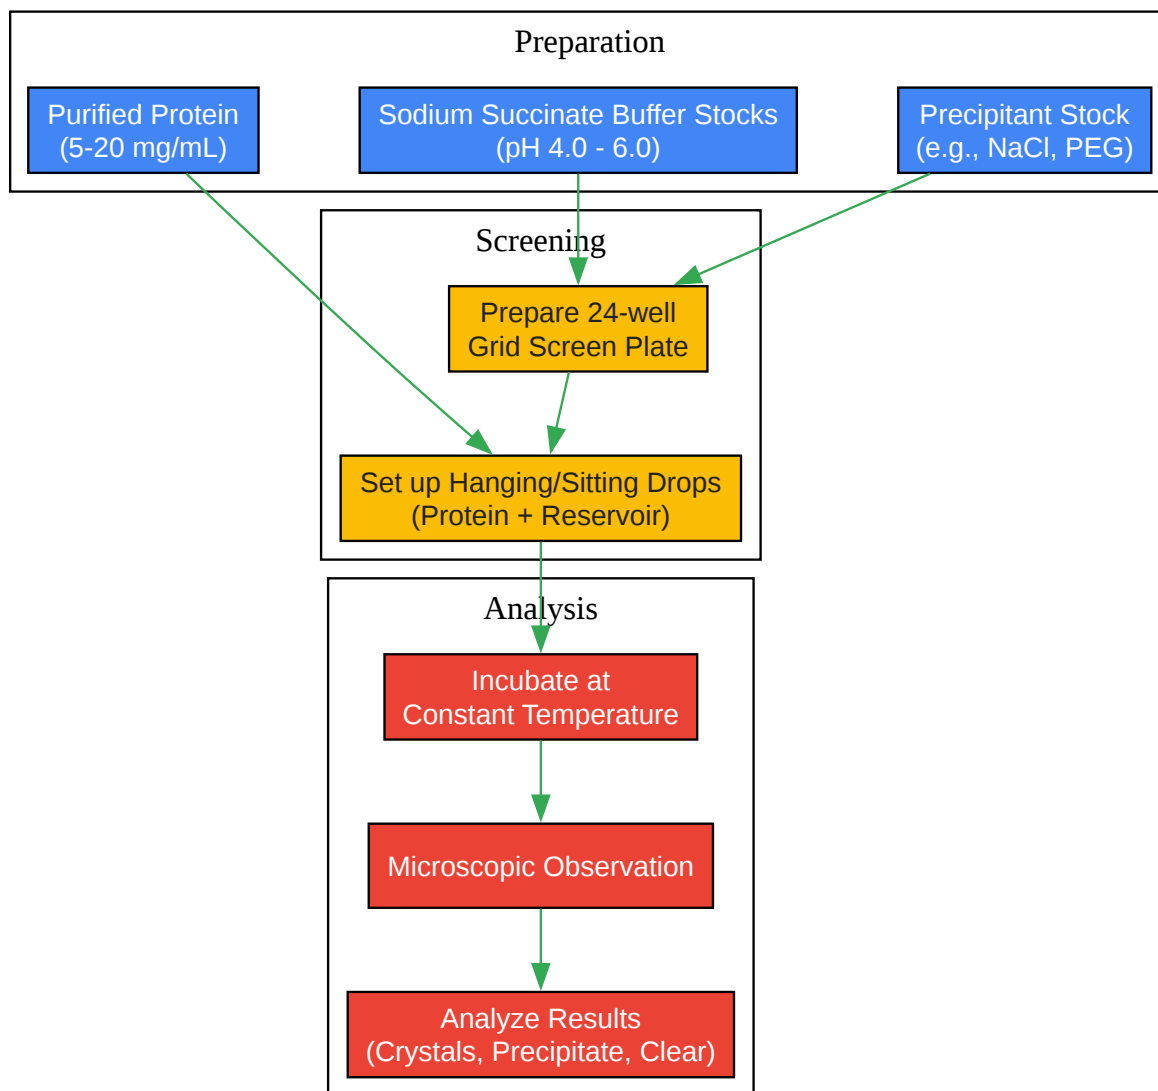 Preparation
Purified Protein
(5-20 mg/mL)
Sodium Succinate Buffer Stocks
(pH 4.0 - 6.0)
Precipitant Stock
(e.g., NaCl, PEG)
Screening
Prepare 24-well
Grid Screen Plate
Set up Hanging/Sitting Drops
(Protein + Reservoir)
Analysis
Incubate at
Constant Temperature
Microscopic Observation
Analyze Results
(Crystals, Precipitate, Clear)